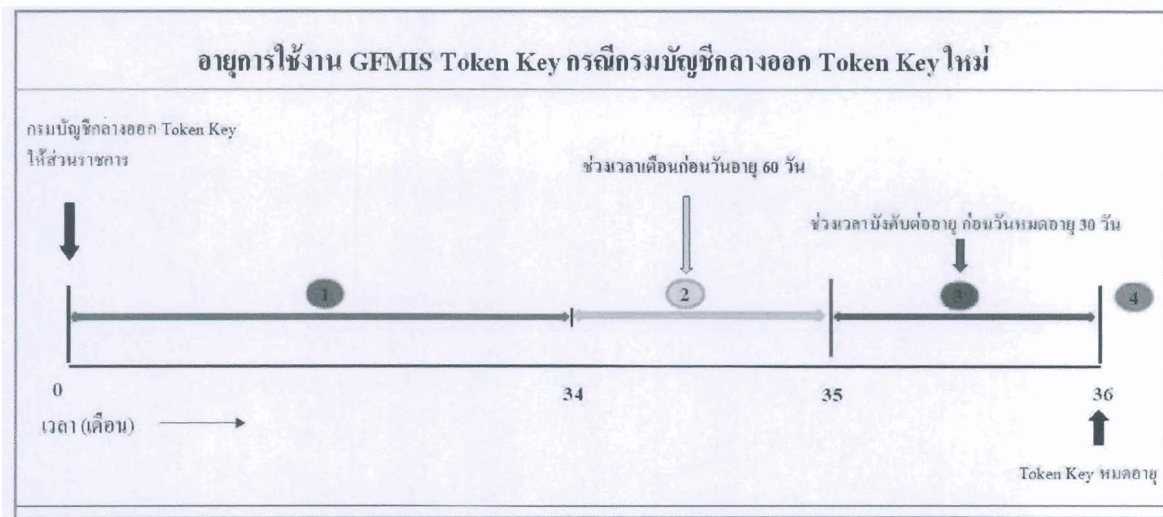 อายุการใช้งาน GFMIS Token Key กรณีกรมบัญชีกลางออก Token Key ใหม่
กรมบัญชีกลางออก Token Key
ให้ส่วนราชการ
ช่วงเวลาเตือนก่อนวันอายุ 60 วัน
ช่วงเวลาบังคับต่ออายุ ก่อนวันหมดอายุ 30 วัน
1 2 3 4
0 34 35 36
เวลา (เดือน)
Token Key หมดอายุ